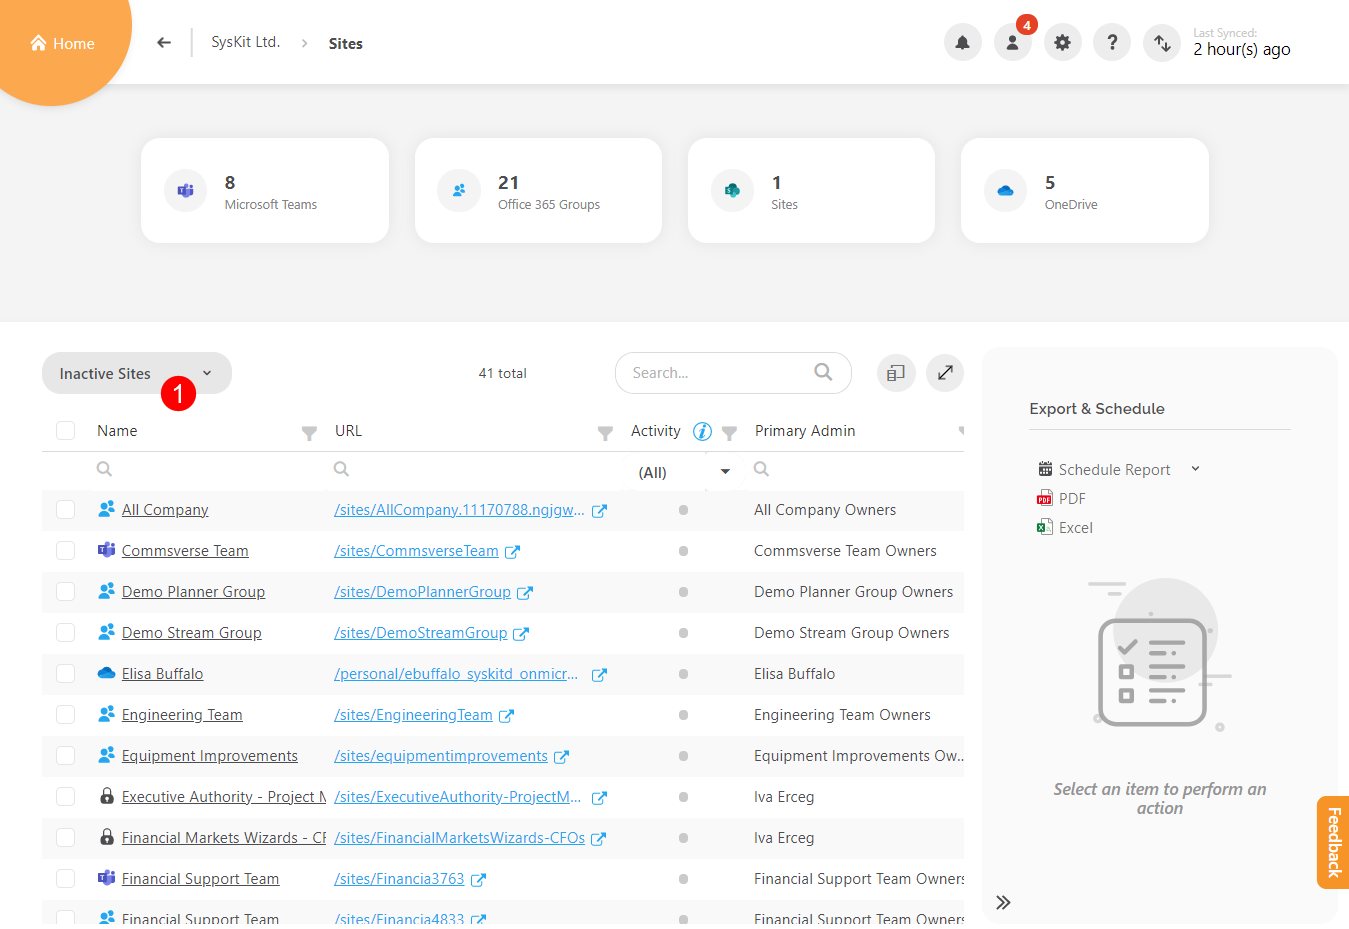 Home
SysKit Ltd.
Sites
4
Last Synced:
2 hour(s) ago
8
Microsoft Teams
21
Office 365 Groups
1
Sites
5
OneDrive
Inactive Sites
1
41 total
Search...
Name
URL
Activity
Primary Admin
(All)
All Company /sites/AllCompany.11170788.ngjgw... All Company Owners
Commsverse Team /sites/CommsverseTeam Commsverse Team Owners
Demo Planner Group /sites/DemoPlannerGroup Demo Planner Group Owners
Demo Stream Group /sites/DemoStreamGroup Demo Stream Group Owners
Elisa Buffalo /personal/ebuffalo_syskitd_onmicr... Elisa Buffalo
Engineering Team /sites/EngineeringTeam Engineering Team Owners
Equipment Improvements /sites/equipmentimprovements Equipment Improvements Ow...
Executive Authority - Project M /sites/ExecutiveAuthority-ProjectM... Iva Erceg
Financial Markets Wizards - CF /sites/FinancialMarketsWizards-CFOs Iva Erceg
Financial Support Team /sites/Financia3763 Financial Support Team Owners
Financial Support Team /sites/Financia4833 Financial Support Team Owners
Export & Schedule
Schedule Report
PDF
Excel
Select an item to perform an
action
Feedback